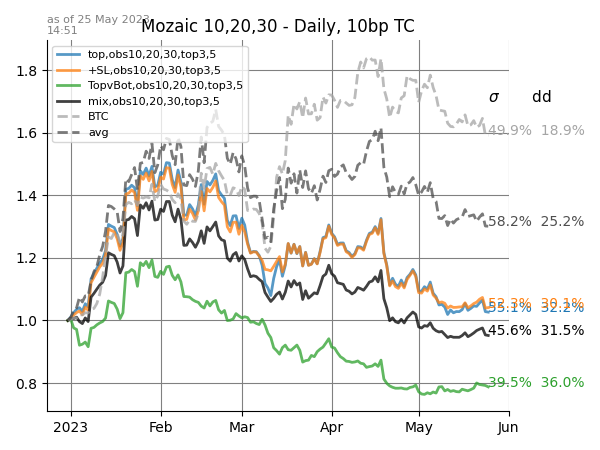 as of 25 May 2023
14:51
Mozaic 10,20,30 - Daily, 10bp TC
top,obs10,20,30,top3,5
+SL,obs10,20,30,top3,5
TopvBot,obs10,20,30,top3,5
mix,obs10,20,30,top3,5
BTC
avg
σ dd
49.9% 18.9%
58.2% 25.2%
52.3% 30.1%
55.1% 32.2%
45.6% 31.5%
39.5% 36.0%
1.8
1.6
1.4
1.2
1.0
0.8
2023 Feb Mar Apr May Jun